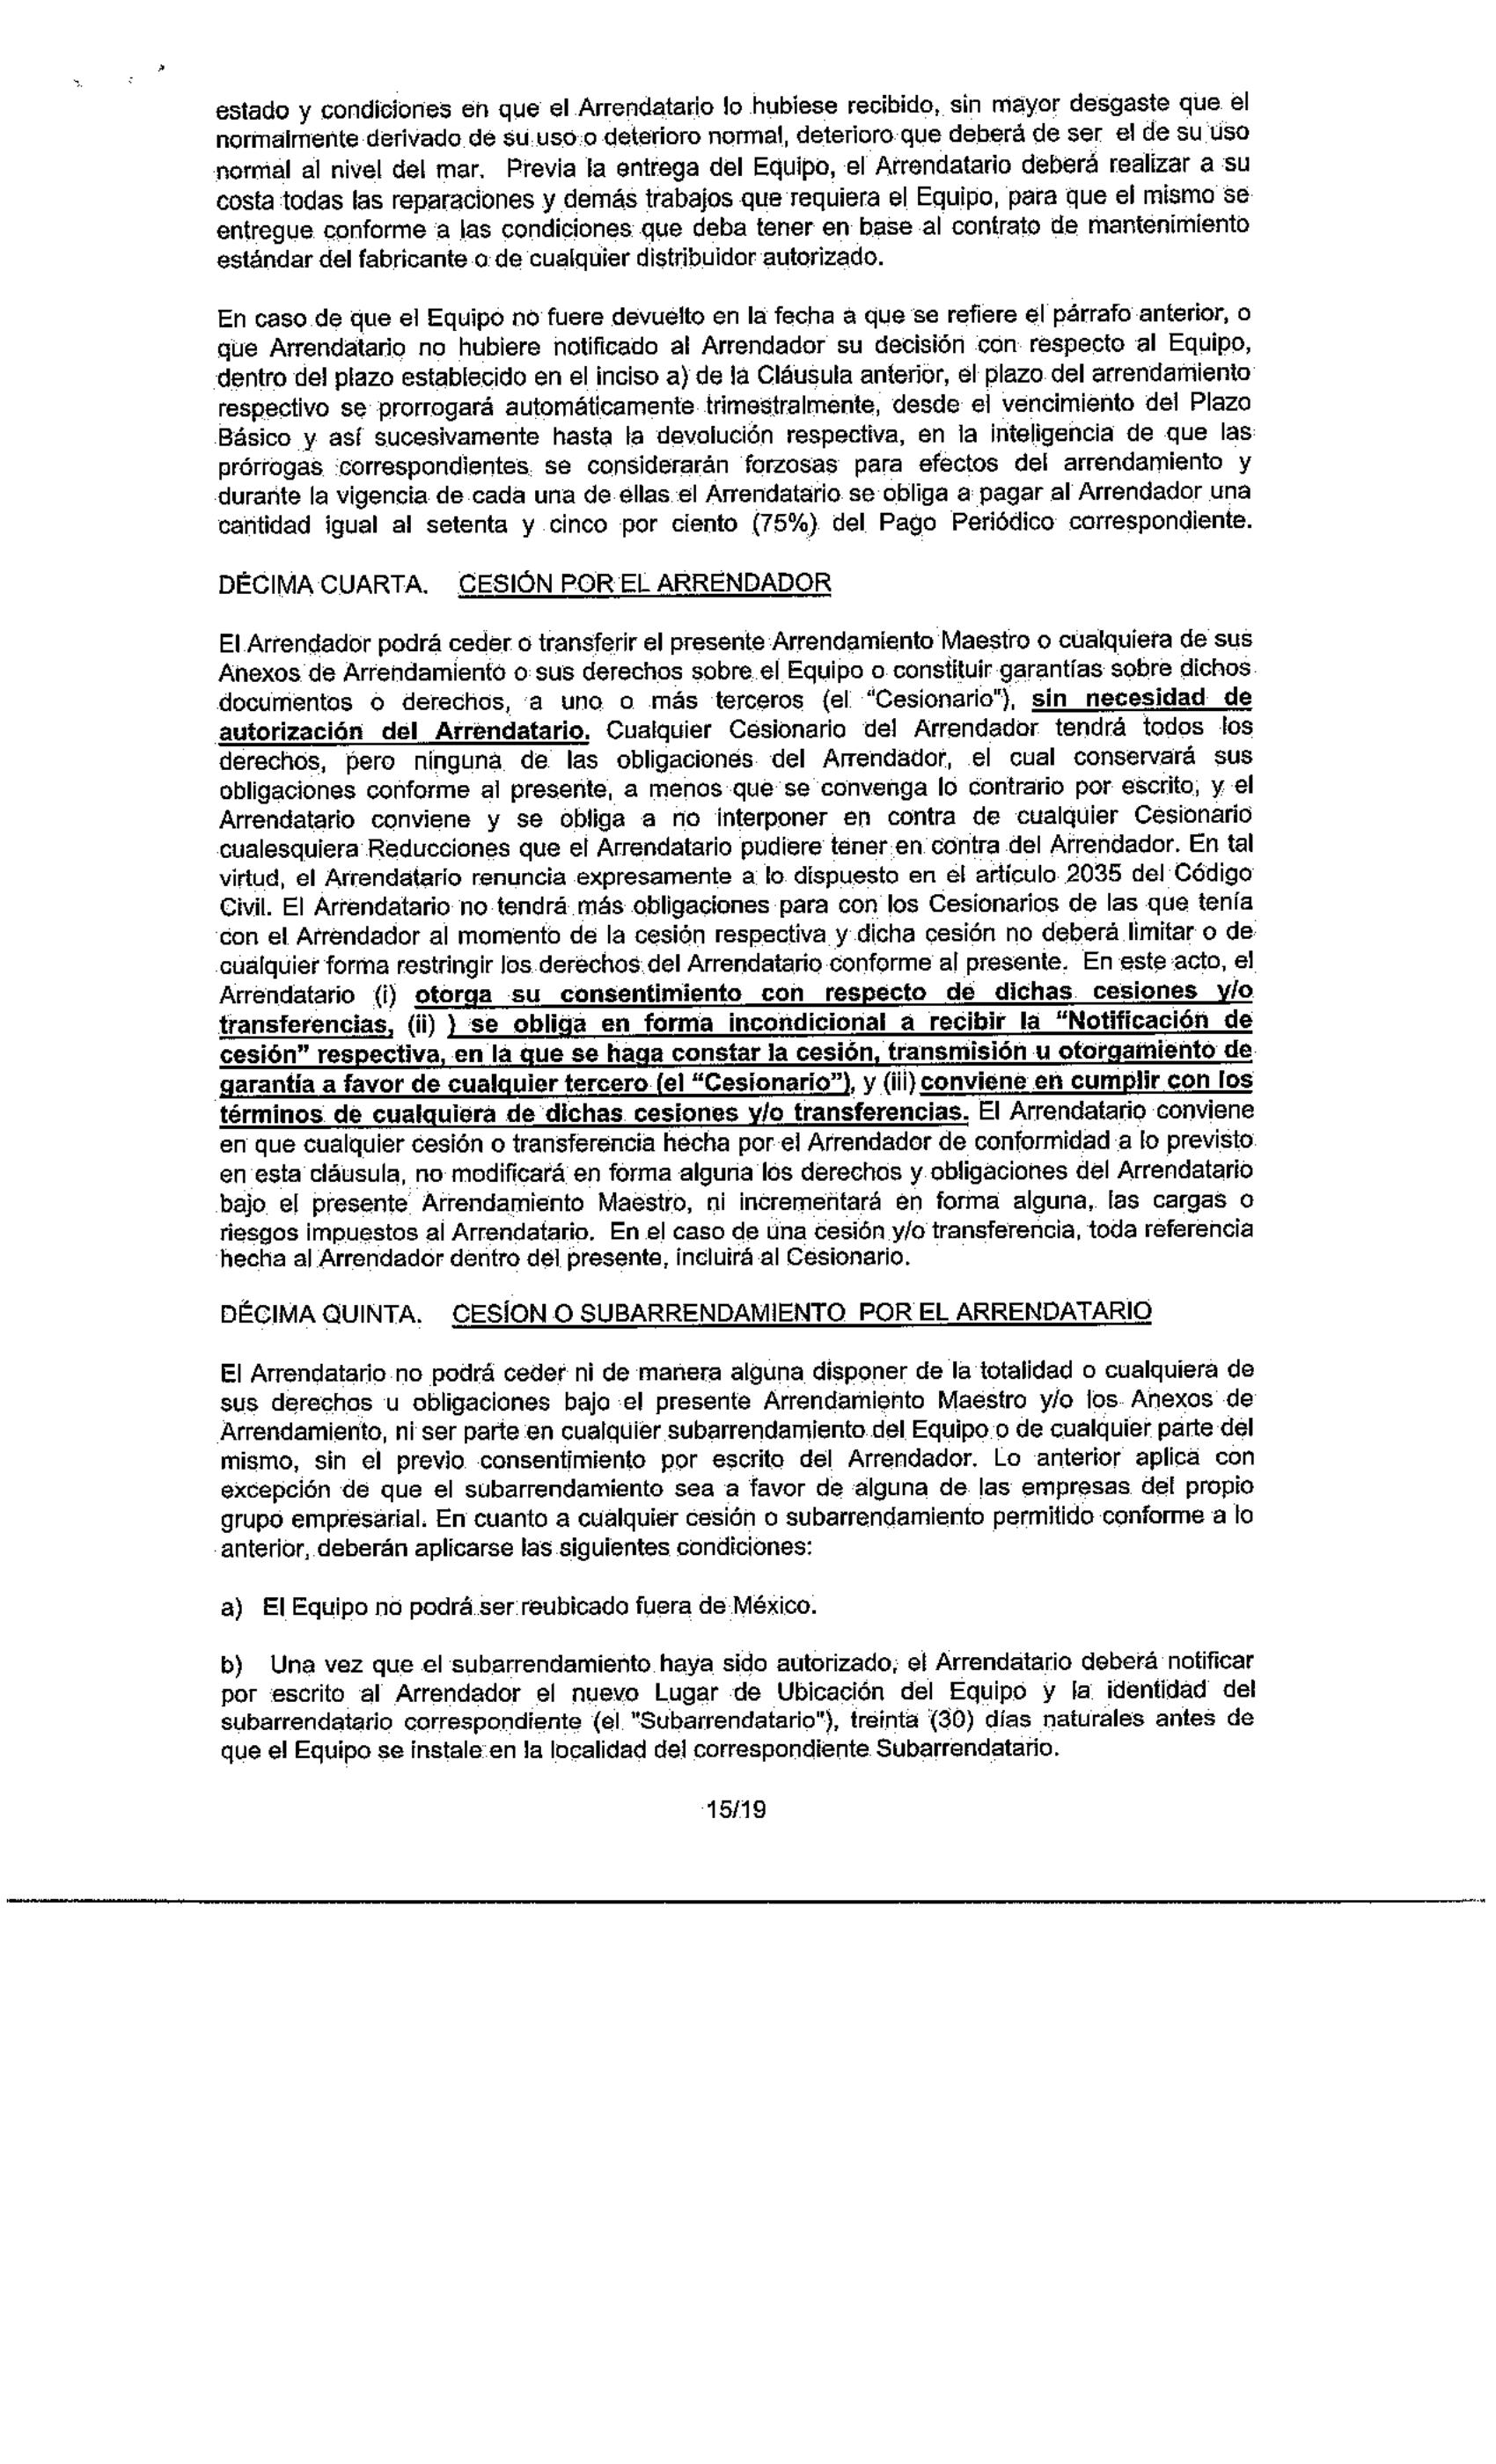 estado y condiciones en que el Arrendatario lo hubiese recibido, sin mayor desgaste que el
normalmente derivado de su uso o deterioro normal, deterioro que deberá de ser el de su uso
normal al nivel del mar. Previa la entrega del Equipo, el Arrendatario deberá realizar a su
costa todas las reparaciones y demás trabajos que requiera el Equipo, para que el mismo se
entregue conforme a las condiciones que deba tener en base al contrato de mantenimiento
estándar del fabricante o de cualquier distribuidor autorizado.
En caso de que el Equipo no fuere devuelto en la fecha a que se refiere el párrafo anterior, o
que Arrendatario no hubiere notificado al Arrendador su decisión con respecto al Equipo,
dentro del plazo establecido en el inciso a) de la Cláusula anterior, el plazo del arrendamiento
respectivo se prorrogará automáticamente trimestralmente, desde el vencimiento del Plazo
Básico y así sucesivamente hasta la devolución respectiva, en la inteligencia de que las
prórrogas correspondientes se considerarán forzosas para efectos del arrendamiento y
durante la vigencia de cada una de ellas el Arrendatario se obliga a pagar al Arrendador una
cantidad igual al setenta y cinco por ciento (75%) del Pago Periódico correspondiente.
DÉCIMA CUARTA. CESIÓN POR EL ARRENDADOR
El Arrendador podrá ceder o transferir el presente Arrendamiento Maestro o cualquiera de sus
Anexos de Arrendamiento o sus derechos sobre el Equipo o constituir garantías sobre dichos
documentos o derechos, a uno o más terceros (el “Cesionario”), sin necesidad de
autorización del Arrendatario. Cualquier Cesionario del Arrendador tendrá todos los
derechos, pero ninguna de las obligaciones del Arrendador, el cual conservará sus
obligaciones conforme al presente, a menos que se convenga lo contrario por escrito, y el
Arrendatario conviene y se obliga a no interponer en contra de cualquier Cesionario
cualesquiera Reducciones que el Arrendatario pudiere tener en contra del Arrendador. En tal
virtud, el Arrendatario renuncia expresamente a lo dispuesto en el artículo 2035 del Código
Civil. El Arrendatario no tendrá más obligaciones para con los Cesionarios de las que tenía
con el Arrendador al momento de la cesión respectiva y dicha cesión no deberá limitar o de
cualquier forma restringir los derechos del Arrendatario conforme al presente. En este acto, el
Arrendatario (i) otorga su consentimiento con respecto de dichas cesiones y/o
transferencias, (ii) ) se obliga en forma incondicional a recibir la “Notificación de
cesión” respectiva, en la que se haga constar la cesión, transmisión u otorgamiento de
garantía a favor de cualquier tercero (el “Cesionario”), y (iii) conviene en cumplir con los
términos de cualquiera de dichas cesiones y/o transferencias. El Arrendatario conviene
en que cualquier cesión o transferencia hecha por el Arrendador de conformidad a lo previsto
en esta cláusula, no modificará en forma alguna los derechos y obligaciones del Arrendatario
bajo el presente Arrendamiento Maestro, ni incrementará en forma alguna, las cargas o
riesgos impuestos al Arrendatario. En el caso de una cesión y/o transferencia, toda referencia
hecha al Arrendador dentro del presente, incluirá al Cesionario.
DÉCIMA QUINTA. CESÍON O SUBARRENDAMIENTO POR EL ARRENDATARIO
El Arrendatario no podrá ceder ni de manera alguna disponer de la totalidad o cualquiera de
sus derechos u obligaciones bajo el presente Arrendamiento Maestro y/o los Anexos de
Arrendamiento, ni ser parte en cualquier subarrendamiento del Equipo o de cualquier parte del
mismo, sin el previo consentimiento por escrito del Arrendador. Lo anterior aplica con
excepción de que el subarrendamiento sea a favor de alguna de las empresas del propio
grupo empresarial. En cuanto a cualquier cesión o subarrendamiento permitido conforme a lo
anterior, deberán aplicarse las siguientes condiciones:
a) El Equipo no podrá ser reubicado fuera de México.
b) Una vez que el subarrendamiento haya sido autorizado, el Arrendatario deberá notificar
por escrito al Arrendador el nuevo Lugar de Ubicación del Equipo y la identidad del
subarrendatario correspondiente (el "Subarrendatario"), treinta (30) días naturales antes de
que el Equipo se instale en la localidad del correspondiente Subarrendatario.
15/19